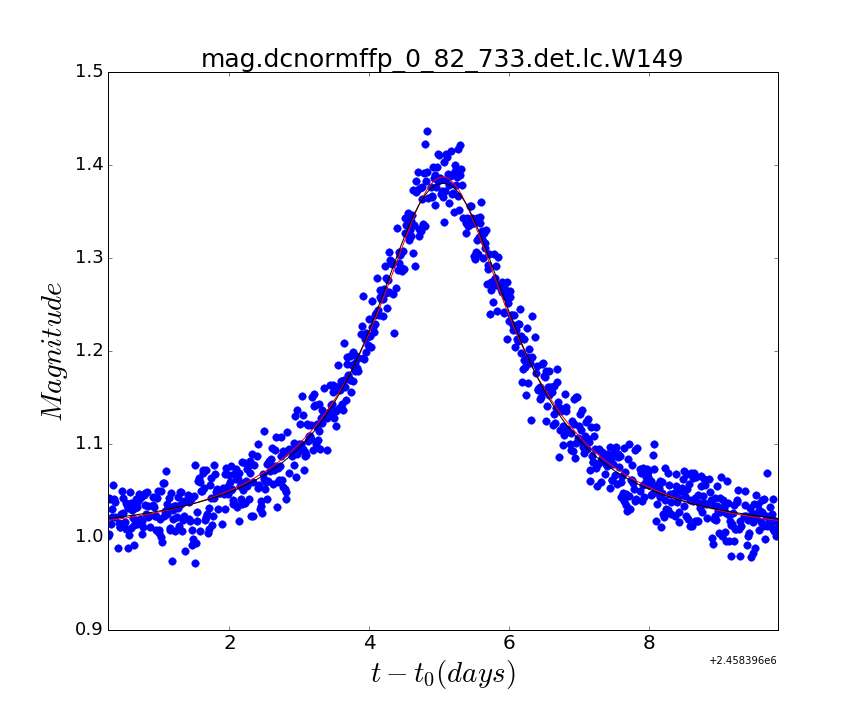 mag.dcnormffp_0_82_733.det.lc.W149
1.5
1.4
1.3
1.2
1.1
1.0
0.9
Magnitude
2 4 6 8
+2.458396e6
t − t₀(days)